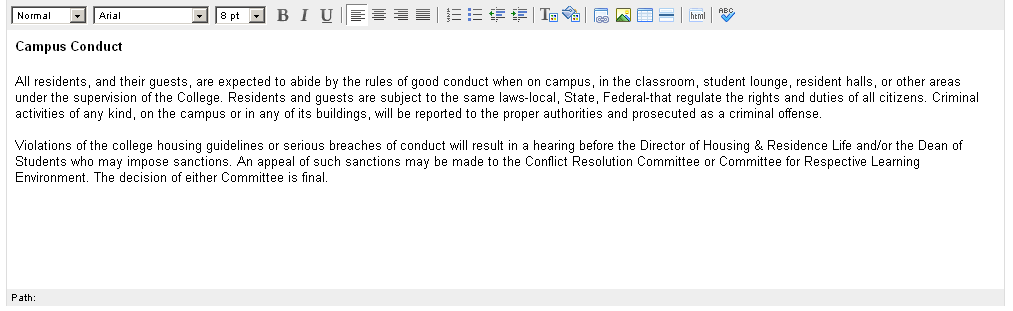 Normal Arial 8 pt B I U html ABC
Campus Conduct
All residents, and their guests, are expected to abide by the rules of good conduct when on campus, in the classroom, student lounge, resident halls, or other areas
under the supervision of the College. Residents and guests are subject to the same laws-local, State, Federal-that regulate the rights and duties of all citizens. Criminal
activities of any kind, on the campus or in any of its buildings, will be reported to the proper authorities and prosecuted as a criminal offense.
Violations of the college housing guidelines or serious breaches of conduct will result in a hearing before the Director of Housing & Residence Life and/or the Dean of
Students who may impose sanctions. An appeal of such sanctions may be made to the Conflict Resolution Committee or Committee for Respective Learning
Environment. The decision of either Committee is final.
Path: